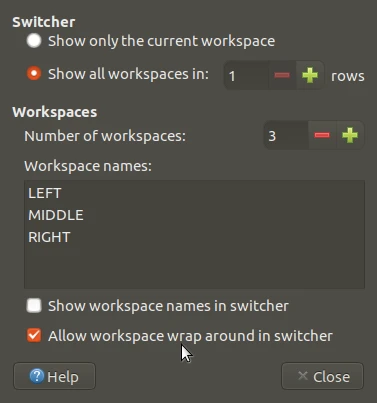 Switcher
Show only the current workspace
Show all workspaces in: 1 rows
Workspaces
Number of workspaces: 3
Workspace names:
LEFT
MIDDLE
RIGHT
Show workspace names in switcher
Allow workspace wrap around in switcher
Help Close